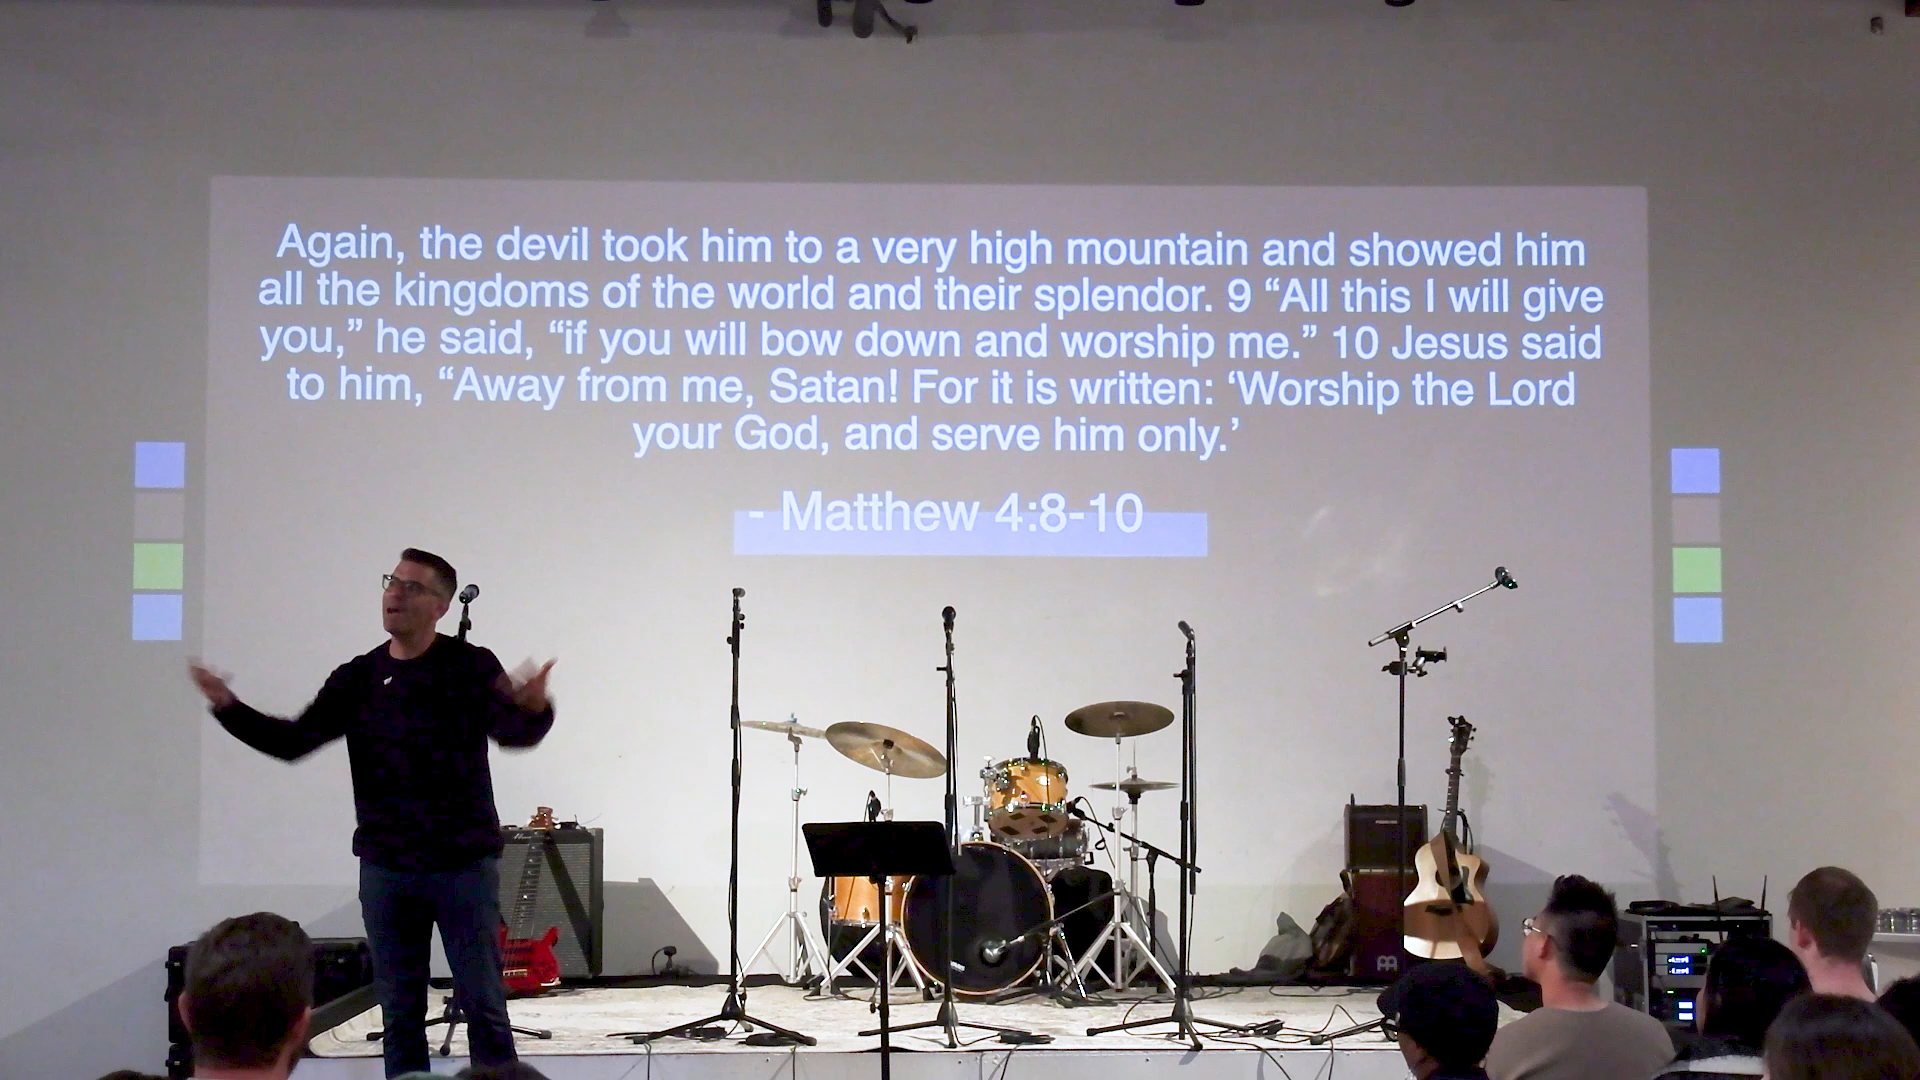 Again, the devil took him to a very high mountain and showed him
all the kingdoms of the world and their splendor. 9 “All this I will give
you,” he said, “if you will bow down and worship me.” 10 Jesus said
to him, “Away from me, Satan! For it is written: ‘Worship the Lord
your God, and serve him only.’
- Matthew 4:8-10